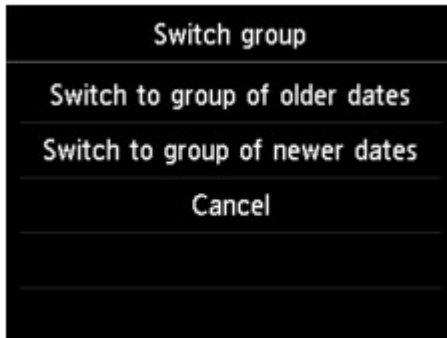 Switch group
Switch to group of older dates
Switch to group of newer dates
Cancel